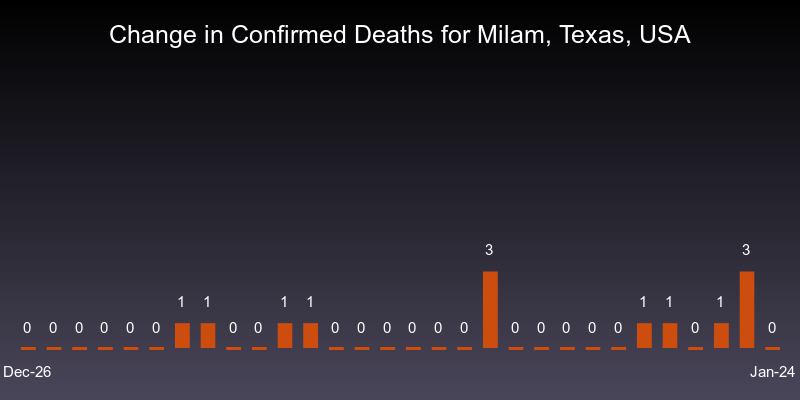 Change in Confirmed Deaths for Milam, Texas, USA
3 3
1 1 1 1 1 1 1
0 0 0 0 0 0 0 0 0 0 0 0 0 0 0 0 0 0 0 0 0
Dec-26 Jan-24